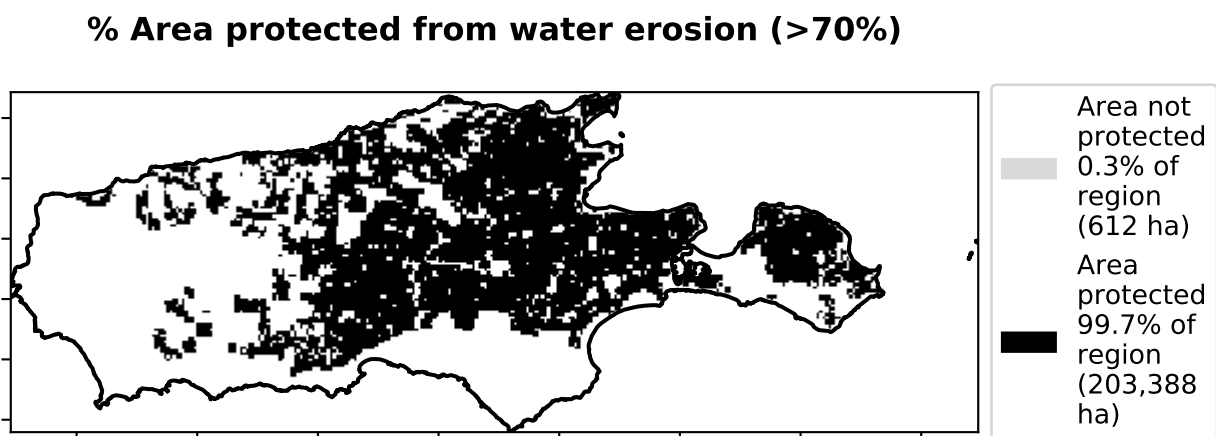 % Area protected from water erosion (>70%)
Area not
protected
0.3% of
region
(612 ha)
Area
protected
99.7% of
region
(203,388
ha)